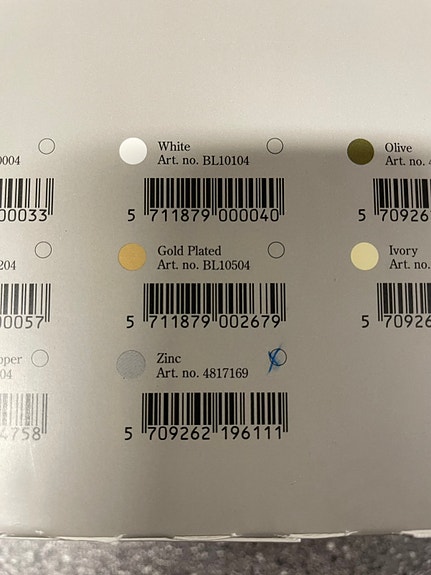 0004
00033
White
Art. no. BL10104
5 711879 000040
Olive
Art. no. 4
5 70926
204
00057
Gold Plated
Art. no. BL10504
5 711879 002679
Ivory
Art. no.
5 70926
pper
04
4758
Zinc
Art. no. 4817169
5 709262 196111